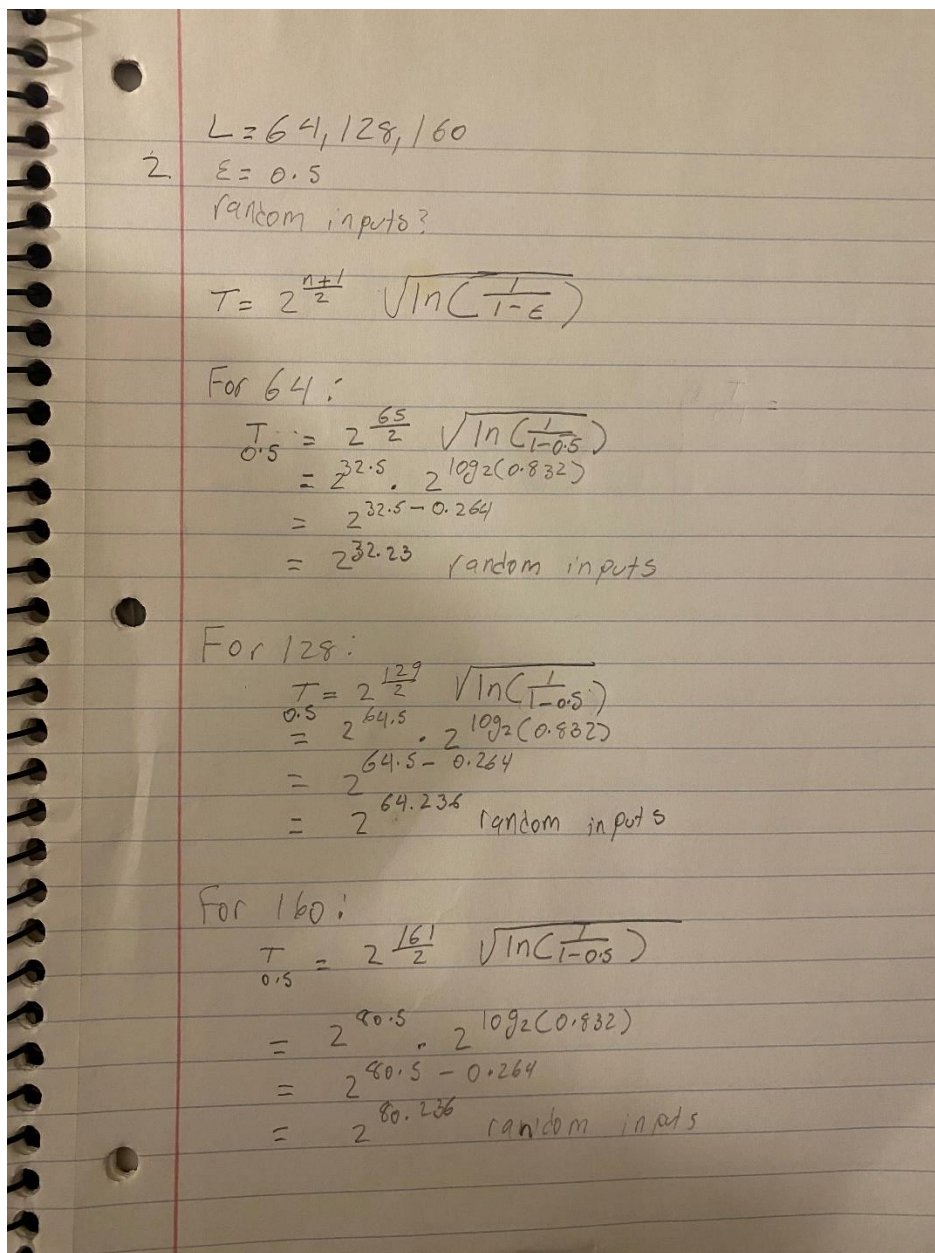 L = 64, 128, 160
2. ε = 0.5
random inputs?
T = 2^((n+1)/2) √(ln(1/(1-ε)))
For 64:
T_0.5 = 2^(65/2) √(ln(1/(1-0.5)))
= 2^32.5 · 2^log2(0.832)
= 2^(32.5 - 0.264)
= 2^32.23 random inputs
For 128:
T_0.5 = 2^(129/2) √(ln(1/(1-0.5)))
= 2^64.5 · 2^log2(0.832)
= 2^(64.5 - 0.264)
= 2^64.236 random inputs
For 160:
T_0.5 = 2^(161/2) √(ln(1/(1-0.5)))
= 2^80.5 · 2^log2(0.832)
= 2^(80.5 - 0.264)
= 2^80.236 random inputs